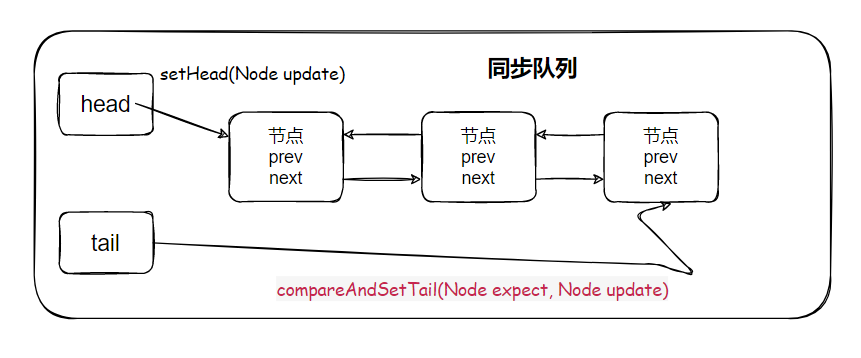 同步队列
setHead(Node update)
head
节点
prev
next
节点
prev
next
节点
prev
next
tail
compareAndSetTail(Node expect, Node update)